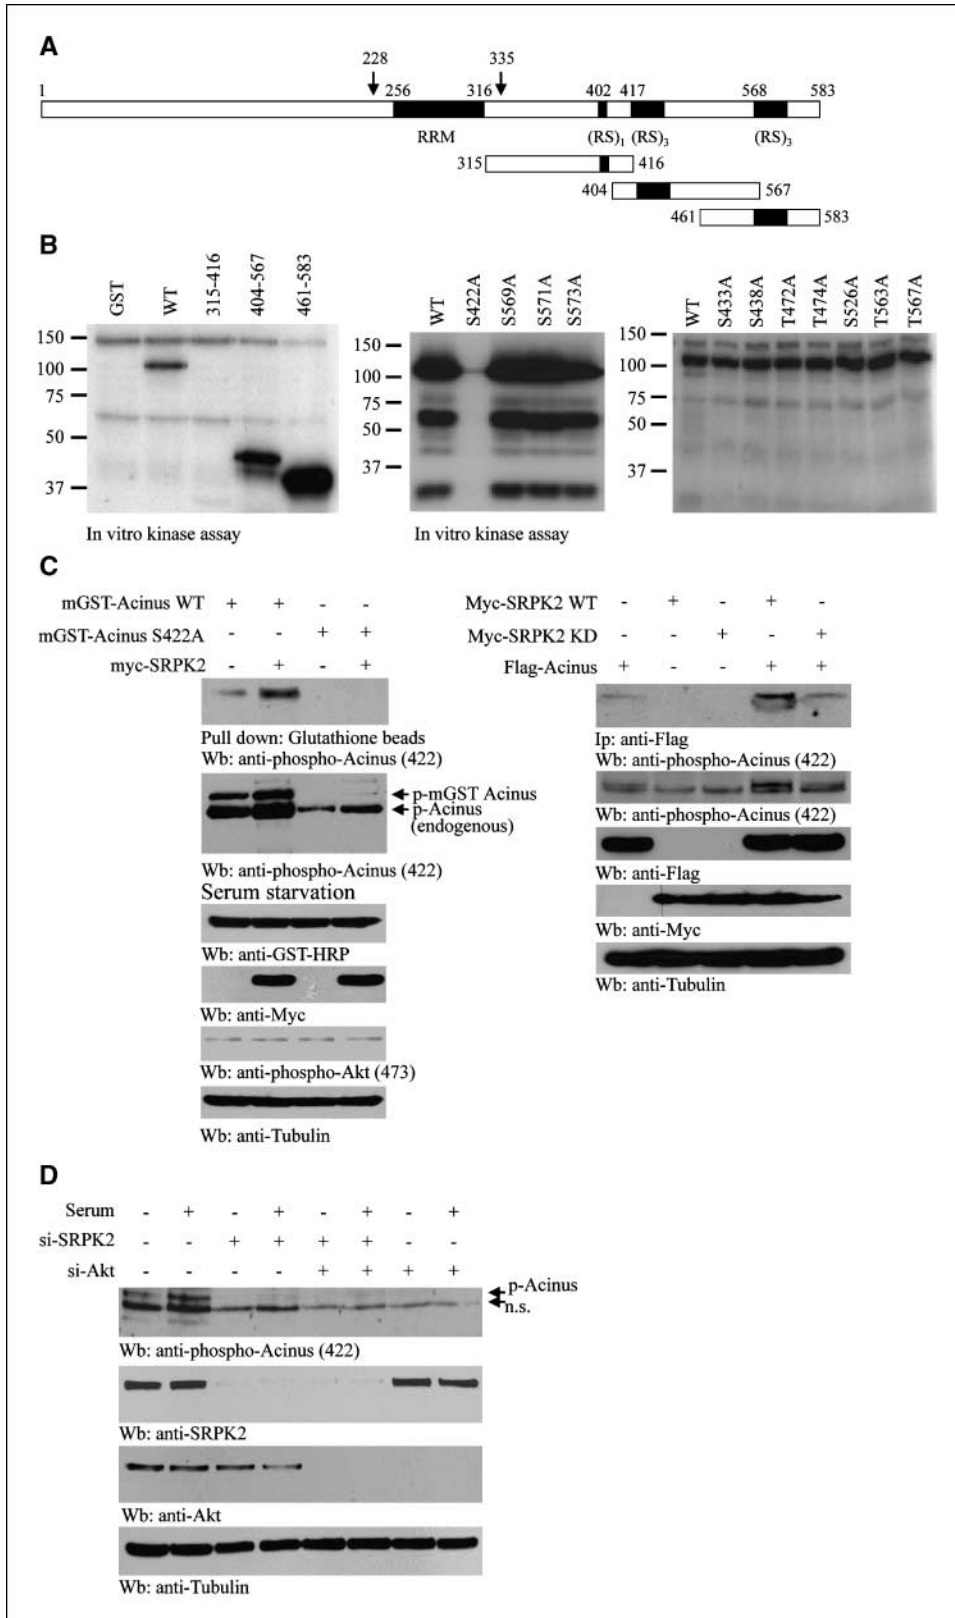 A
228
335
1
256
316
402
417
568
583
RRM
(RS)1
(RS)3
(RS)3
315
416
404
567
461
583
B
GST
WT
315-416
404-567
461-583
WT
S422A
S569A
S571A
S573A
WT
S433A
S438A
T472A
T474A
S526A
T563A
T567A
150
100
75
50
37
150
100
75
50
37
150
100
75
50
37
In vitro kinase assay
In vitro kinase assay
C
mGST-Acinus WT + + - -
mGST-Acinus S422A - - + +
myc-SRPK2 - + - +
Pull down: Glutathione beads
Wb: anti-phospho-Acinus (422)
p-mGST Acinus
p-Acinus
(endogenous)
Wb: anti-phospho-Acinus (422)
Serum starvation
Wb: anti-GST-HRP
Wb: anti-Myc
Wb: anti-phospho-Akt (473)
Wb: anti-Tubulin
Myc-SRPK2 WT - + - + -
Myc-SRPK2 KD - - + - +
Flag-Acinus + - - + +
Ip: anti-Flag
Wb: anti-phospho-Acinus (422)
Wb: anti-phospho-Acinus (422)
Wb: anti-Flag
Wb: anti-Myc
Wb: anti-Tubulin
D
Serum - + - + - + - +
si-SRPK2 - - + + + + - -
si-Akt - - - - + + + +
p-Acinus
n.s.
Wb: anti-phospho-Acinus (422)
Wb: anti-SRPK2
Wb: anti-Akt
Wb: anti-Tubulin